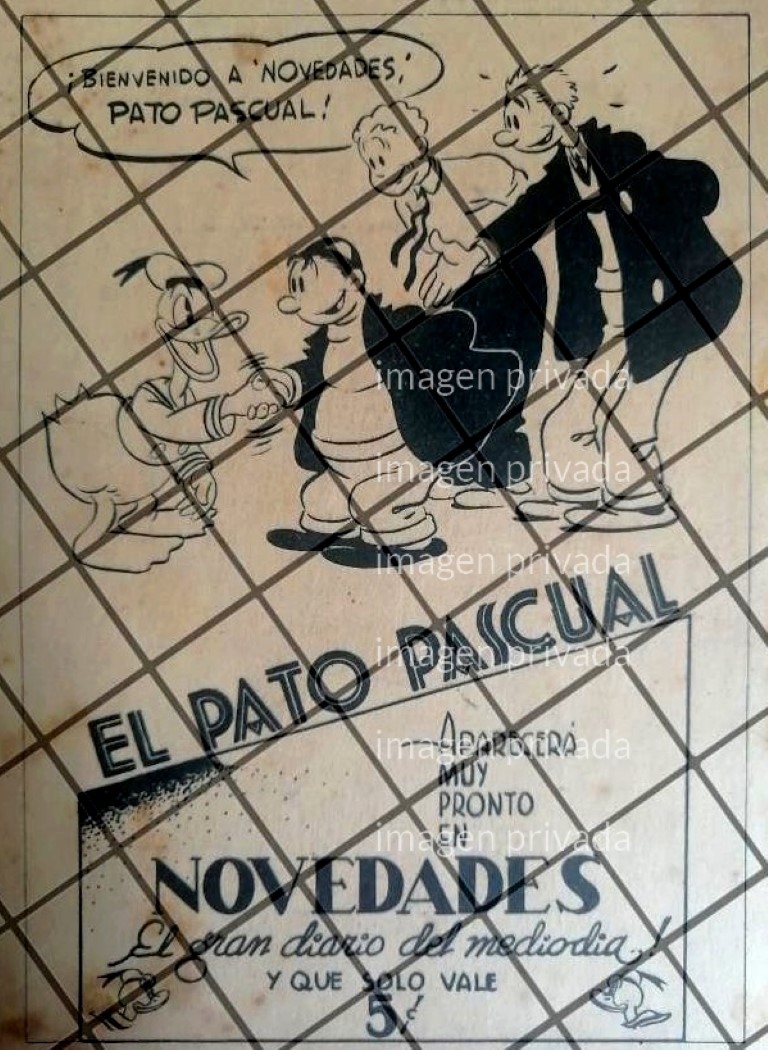 ¡BIENVENIDO A 'NOVEDADES,'
PATO PASCUAL!
imagen privada
imagen privada
imagen privada
EL PATO PASCUAL
imagen privada
APARECERÁ
imagen privada
MUY
PRONTO
EN
imagen privada
NOVEDADES
El gran diario del mediodia..!
Y QUE SOLO VALE
5¢